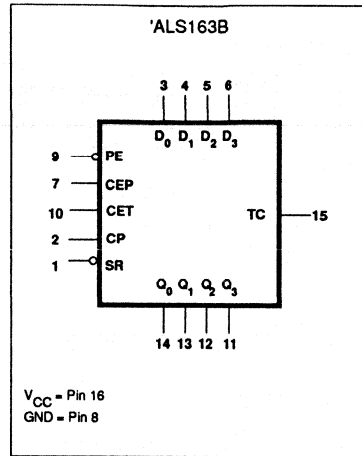 'ALS163B
3 4 5 6
D0 D1 D2 D3
9 PE
7 CEP
10 CET
TC 15
2 CP
1 SR
Q0 Q1 Q2 Q3
14 13 12 11
VCC = Pin 16
GND = Pin 8